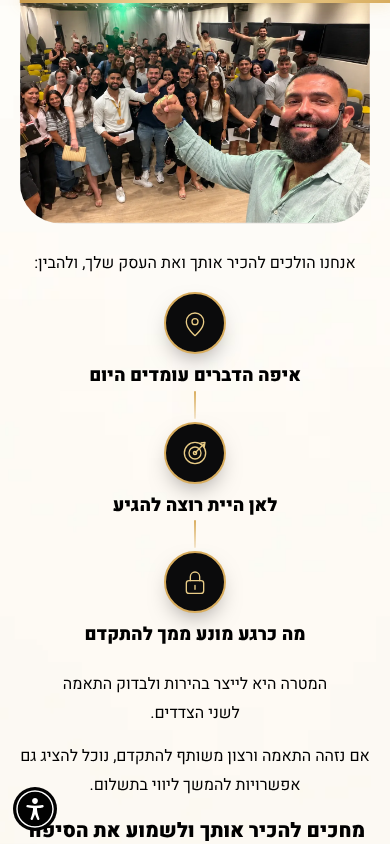 אנחנו הולכים להכיר אותך ואת העסק שלך, ולהבין:
איפה הדברים עומדים היום
לאן היית רוצה להגיע
מה כרגע מונע ממך להתקדם
המטרה היא לייצר בהירות ולבדוק התאמה
לשני הצדדים.
אם נזהה התאמה ורצון משותף להתקדם, נוכל להציג גם
אפשרויות להמשך ליווי בתשלום.
מחכים להכיר אותך ולשמוע את הסיפור